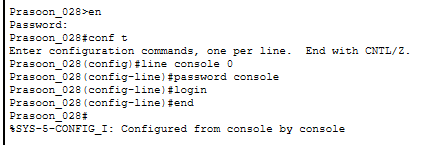 Prasoon_028>en
Password:
Prasoon_028#conf t
Enter configuration commands, one per line.  End with CNTL/Z.
Prasoon_028(config)#line console 0
Prasoon_028(config-line)#password console
Prasoon_028(config-line)#login
Prasoon_028(config-line)#end
Prasoon_028#
%SYS-5-CONFIG_I: Configured from console by console